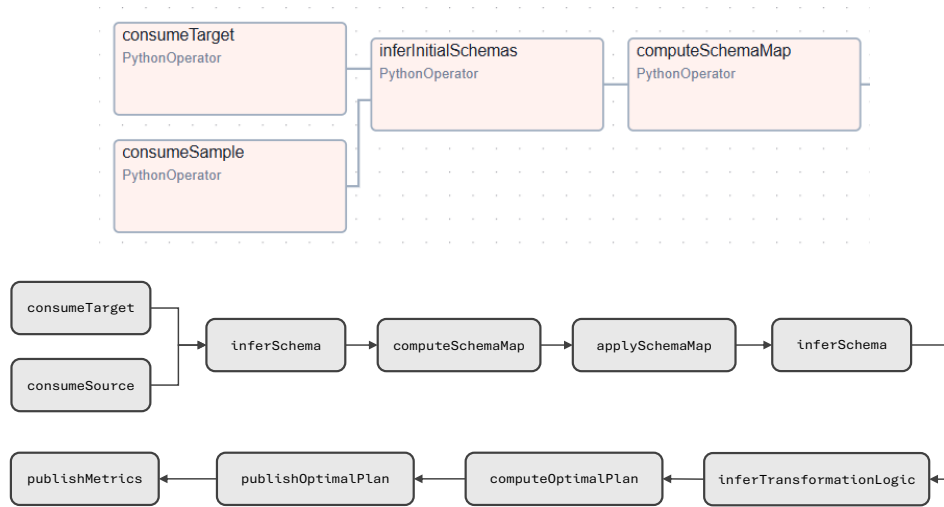 consumeTarget
PythonOperator
inferInitialSchemas
PythonOperator
computeSchemaMap
PythonOperator
consumeSample
PythonOperator
consumeTarget
consumeSource
inferSchema
computeSchemaMap
applySchemaMap
inferSchema
publishMetrics
publishOptimalPlan
computeOptimalPlan
inferTransformationLogic